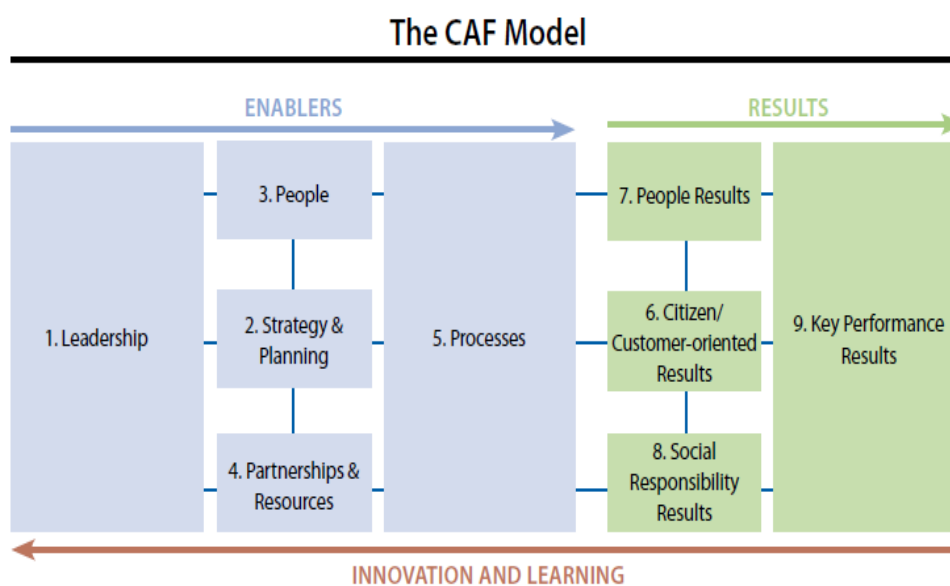 The CAF Model
ENABLERS
RESULTS
1. Leadership
3. People
2. Strategy &
Planning
4. Partnerships &
Resources
5. Processes
7. People Results
6. Citizen/
Customer-oriented
Results
8. Social
Responsibility
Results
9. Key Performance
Results
INNOVATION AND LEARNING